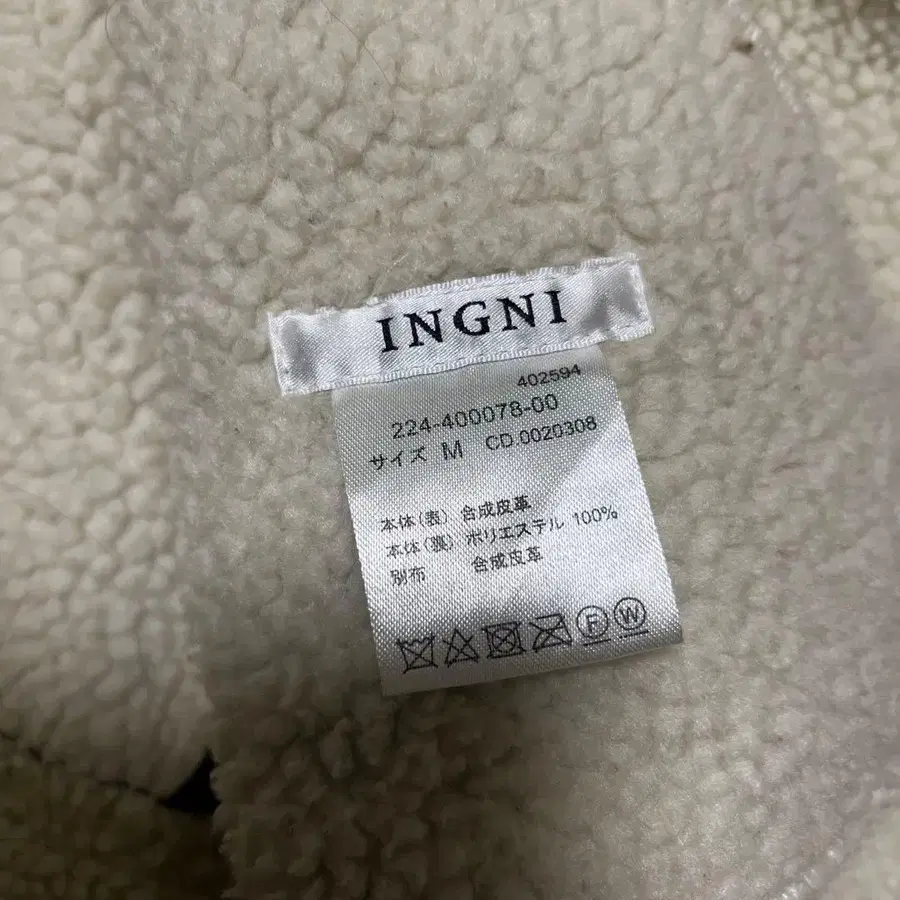 INGNI
402594
224-400078-00
サイズ M CD.0020308
本体(表) 合成皮革
本体(裏) ポリエステル 100%
別布 合成皮革
F W